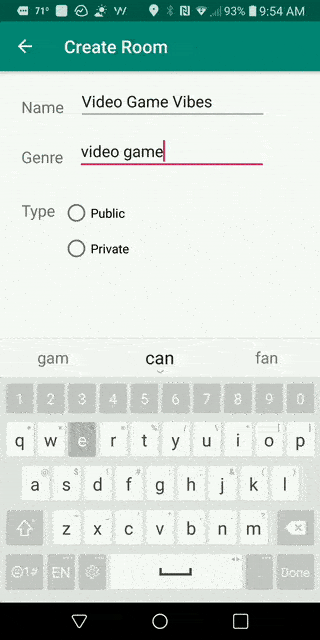 71° 93% 9:54 AM
Create Room
Name Video Game Vibes
Genre video game
Type Public
Private
gam can fan
1 2 3 4 5 6 7 8 9 0
q w e r t y u i o p
a s d f g h j k l
z x c v b n m
☺1# EN . Done